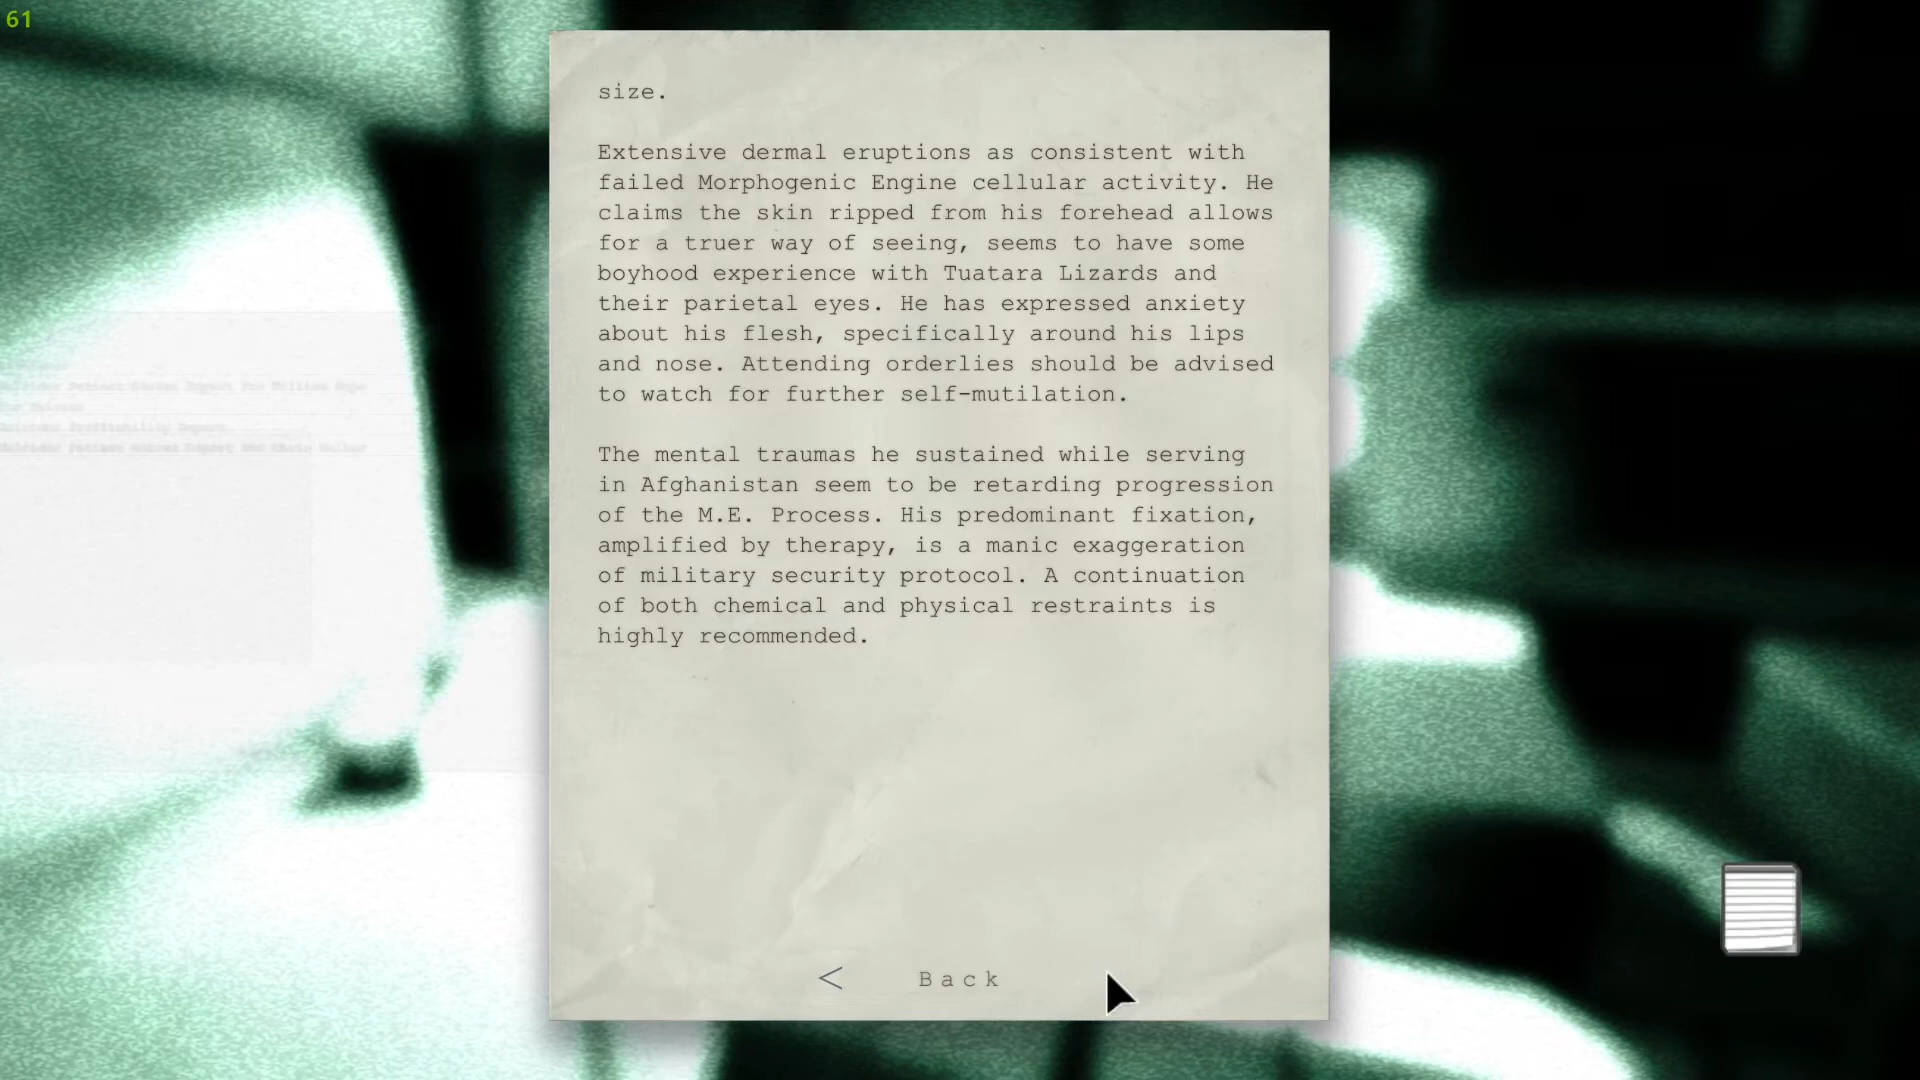 61
size.
Extensive dermal eruptions as consistent with
failed Morphogenic Engine cellular activity. He
claims the skin ripped from his forehead allows
for a truer way of seeing, seems to have some
boyhood experience with Tuatara Lizards and
their parietal eyes. He has expressed anxiety
about his flesh, specifically around his lips
and nose. Attending orderlies should be advised
to watch for further self-mutilation.
The mental traumas he sustained while serving
in Afghanistan seem to be retarding progression
of the M.E. Process. His predominant fixation,
amplified by therapy, is a manic exaggeration
of military security protocol. A continuation
of both chemical and physical restraints is
highly recommended.
< Back